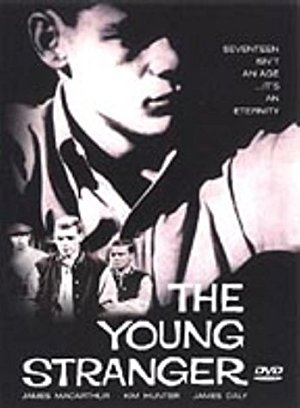 SEVENTEEN
ISN'T
AN AGE
...IT'S
AN
ETERNITY
THE
YOUNG
STRANGER
DVD
JAMES MACARTHUR KIM HUNTER JAMES DALY